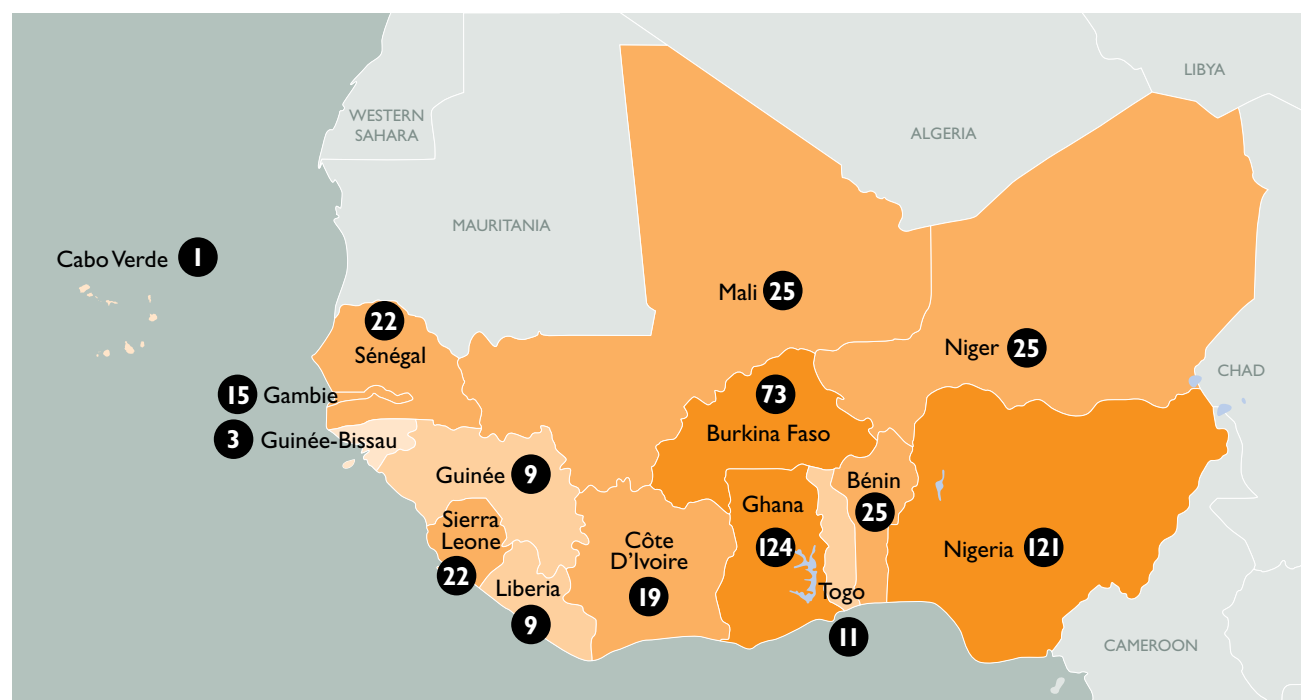 LIBYA
WESTERN
SAHARA
ALGERIA
MAURITANIA
Cabo Verde 1
Mali 25
22
Sénégal
Niger 25
CHAD
15 Gambie
73
3 Guinée-Bissau
Burkina Faso
Guinée 9
Bénin
25
Ghana
124
Sierra
Leone
22
Côte
D'Ivoire
19
Nigeria 121
Liberia
9
Togo
11
CAMEROON